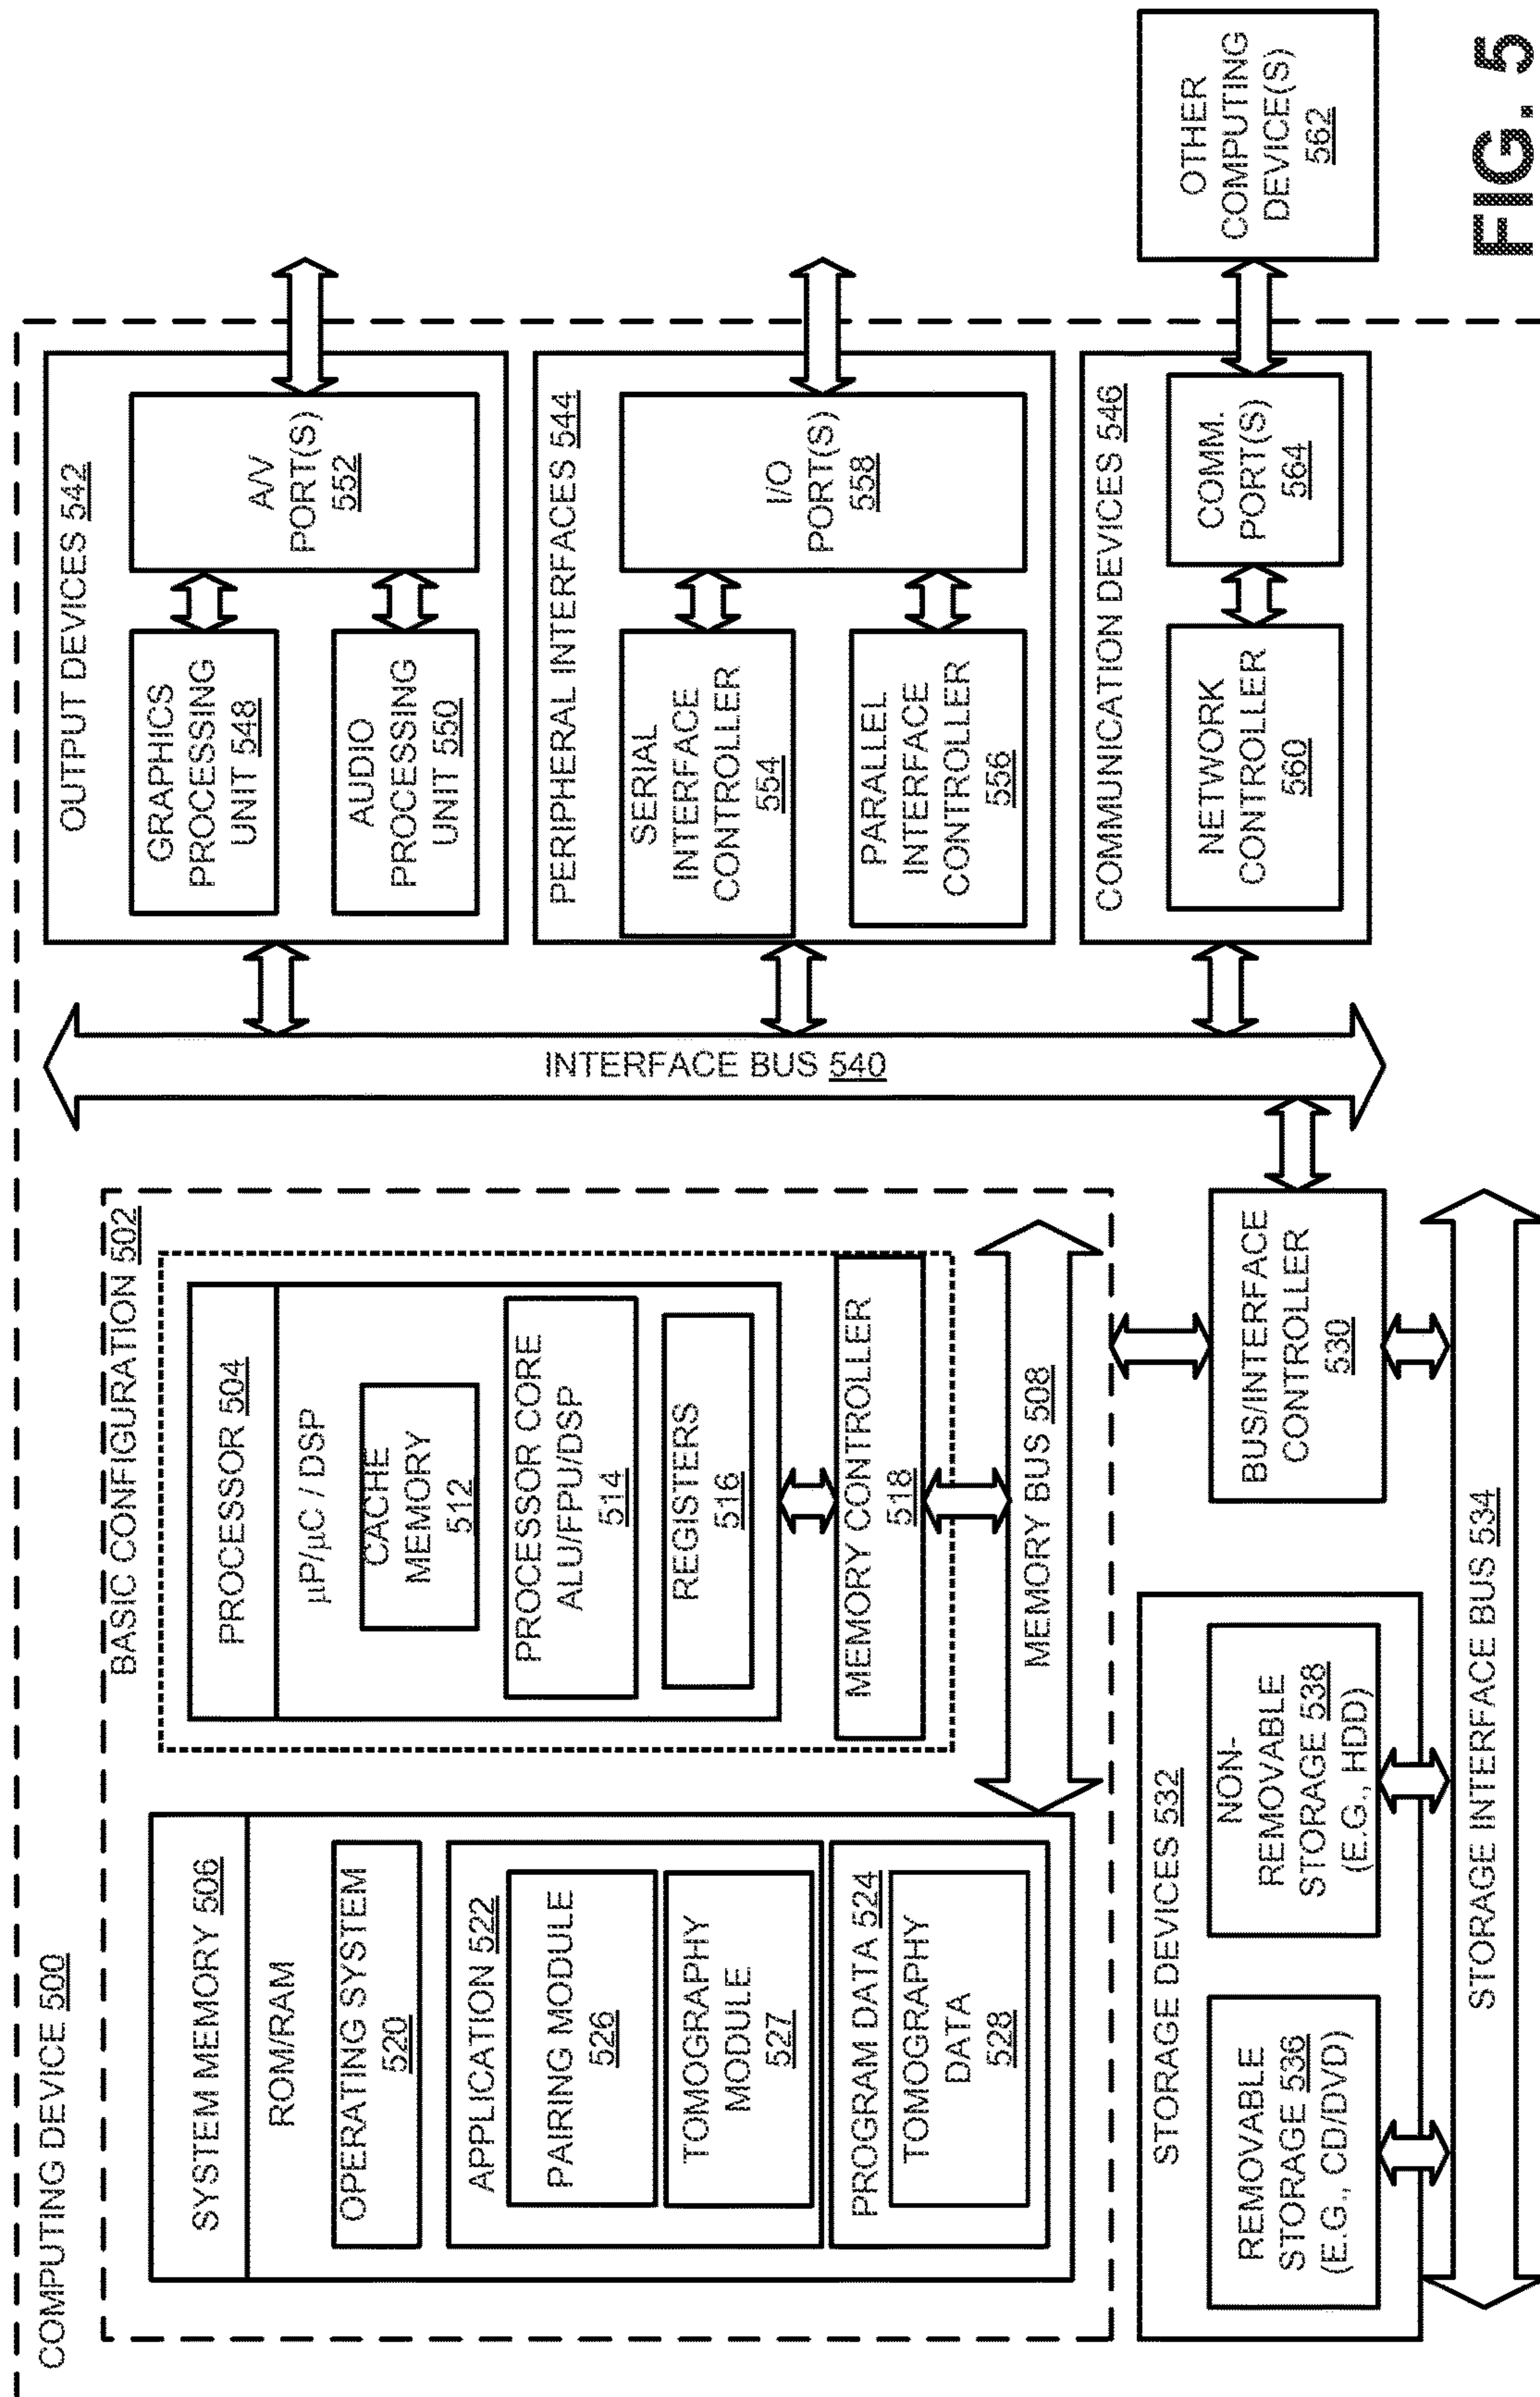 COMPUTING DEVICE 500
BASIC CONFIGURATION 502
SYSTEM MEMORY 506
ROM/RAM
OPERATING SYSTEM
520
APPLICATION 522
PAIRING MODULE
526
TOMOGRAPHY
MODULE
527
PROGRAM DATA 524
TOMOGRAPHY
DATA
528
PROCESSOR 504
µP/µC / DSP
CACHE
MEMORY
512
PROCESSOR CORE
ALU/FPU/DSP
514
REGISTERS
516
MEMORY CONTROLLER
518
MEMORY BUS 508
BUS/INTERFACE
CONTROLLER
530
STORAGE DEVICES 532
REMOVABLE
STORAGE 536
(E.G., CD/DVD)
NON-
REMOVABLE
STORAGE 538
(E.G., HDD)
STORAGE INTERFACE BUS 534
INTERFACE BUS 540
OUTPUT DEVICES 542
GRAPHICS
PROCESSING
UNIT 548
AUDIO
PROCESSING
UNIT 550
A/V
PORT(S)
552
PERIPHERAL INTERFACES 544
SERIAL
INTERFACE
CONTROLLER
554
PARALLEL
INTERFACE
CONTROLLER
556
I/O
PORT(S)
558
COMMUNICATION DEVICES 546
NETWORK
CONTROLLER
560
COMM.
PORT(S)
564
OTHER
COMPUTING
DEVICE(S)
562
FIG. 5